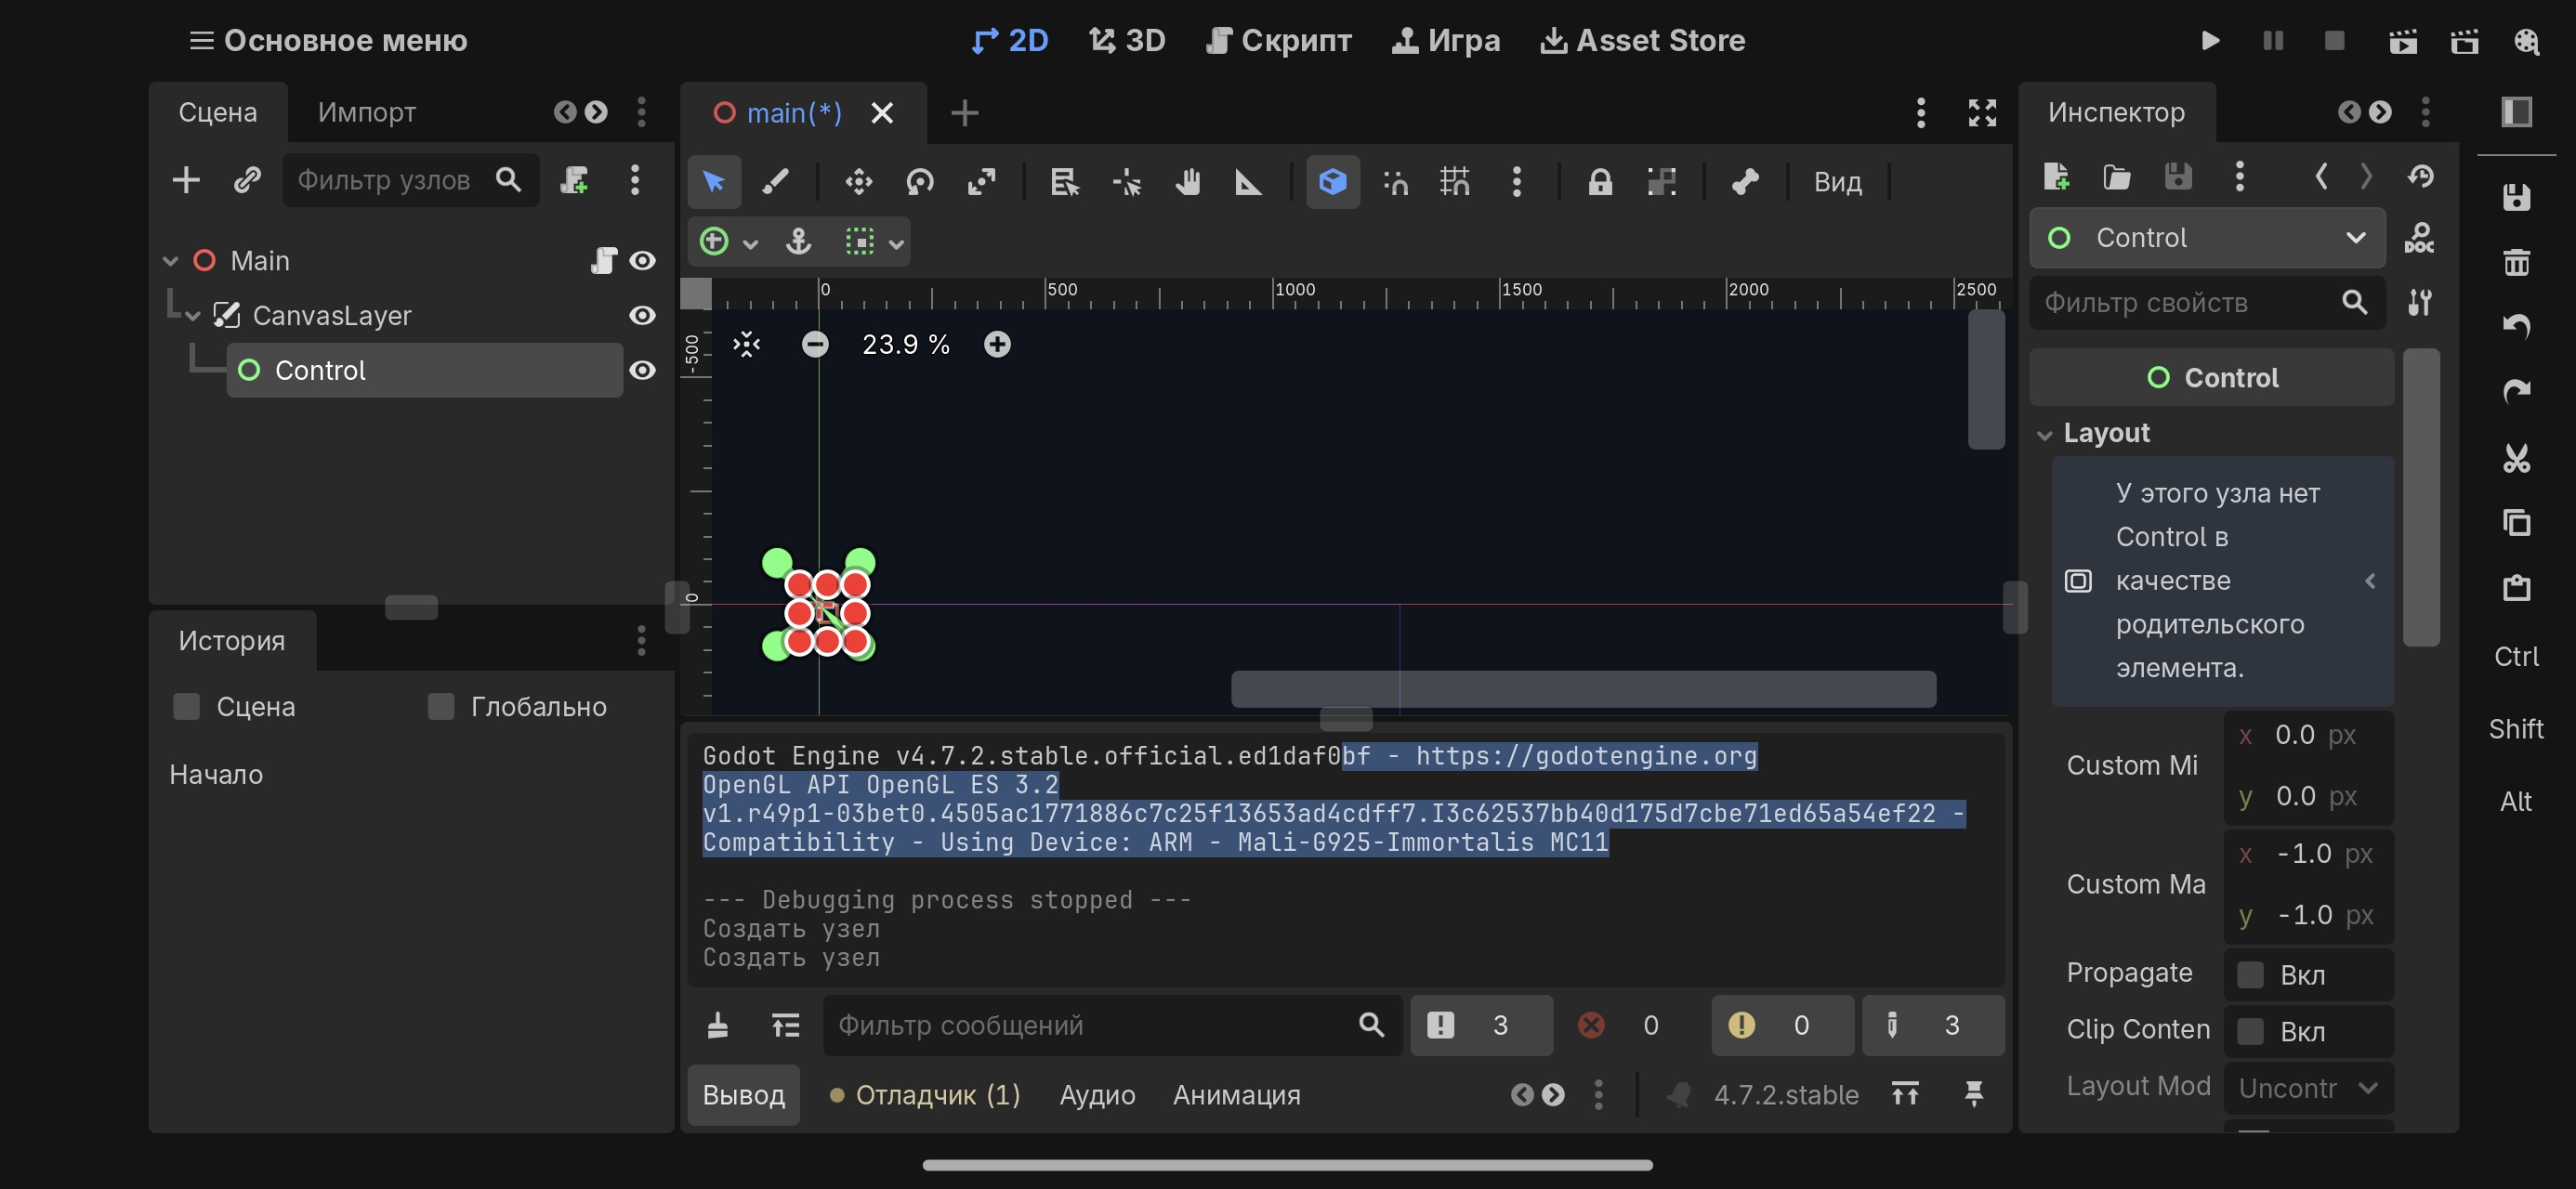 Основное меню
2D
3D
Скрипт
Игра
Asset Store
Сцена
Импорт
Фильтр узлов
Main
CanvasLayer
Control
История
Сцена
Глобально
Начало
main(*)
Вид
0
500
1000
1500
2000
2500
-500
0
23.9 %
Godot Engine v4.7.2.stable.official.ed1daf0bf - https://godotengine.org
OpenGL API OpenGL ES 3.2
v1.r49p1-03bet0.4505ac1771886c7c25f13653ad4cdff7.I3c62537bb40d175d7cbe71ed65a54ef22 -
Compatibility - Using Device: ARM - Mali-G925-Immortalis MC11
--- Debugging process stopped ---
Создать узел
Создать узел
Фильтр сообщений
3
0
0
3
Вывод
Отладчик (1)
Аудио
Анимация
4.7.2.stable
Инспектор
Control
DOC
Фильтр свойств
Control
Layout
У этого узла нет
Control в
качестве
родительского
элемента.
Custom Mi
x 0.0 px
y 0.0 px
Custom Ma
x -1.0 px
y -1.0 px
Propagate
Вкл
Clip Conten
Вкл
Layout Mod
Uncontr
Ctrl
Shift
Alt